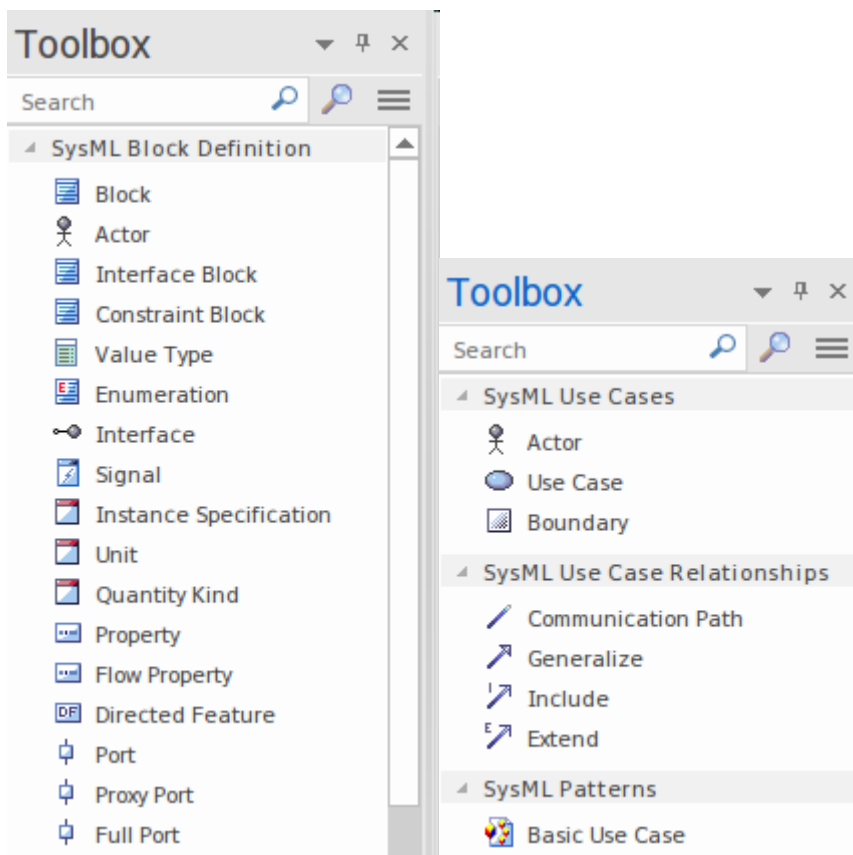 Toolbox
Search
SysML Block Definition
Block
Actor
Interface Block
Constraint Block
Value Type
Enumeration
Interface
Signal
Instance Specification
Unit
Quantity Kind
Property
Flow Property
DF Directed Feature
Port
Proxy Port
Full Port
Toolbox
Search
SysML Use Cases
Actor
Use Case
Boundary
SysML Use Case Relationships
Communication Path
Generalize
I Include
E Extend
SysML Patterns
Basic Use Case